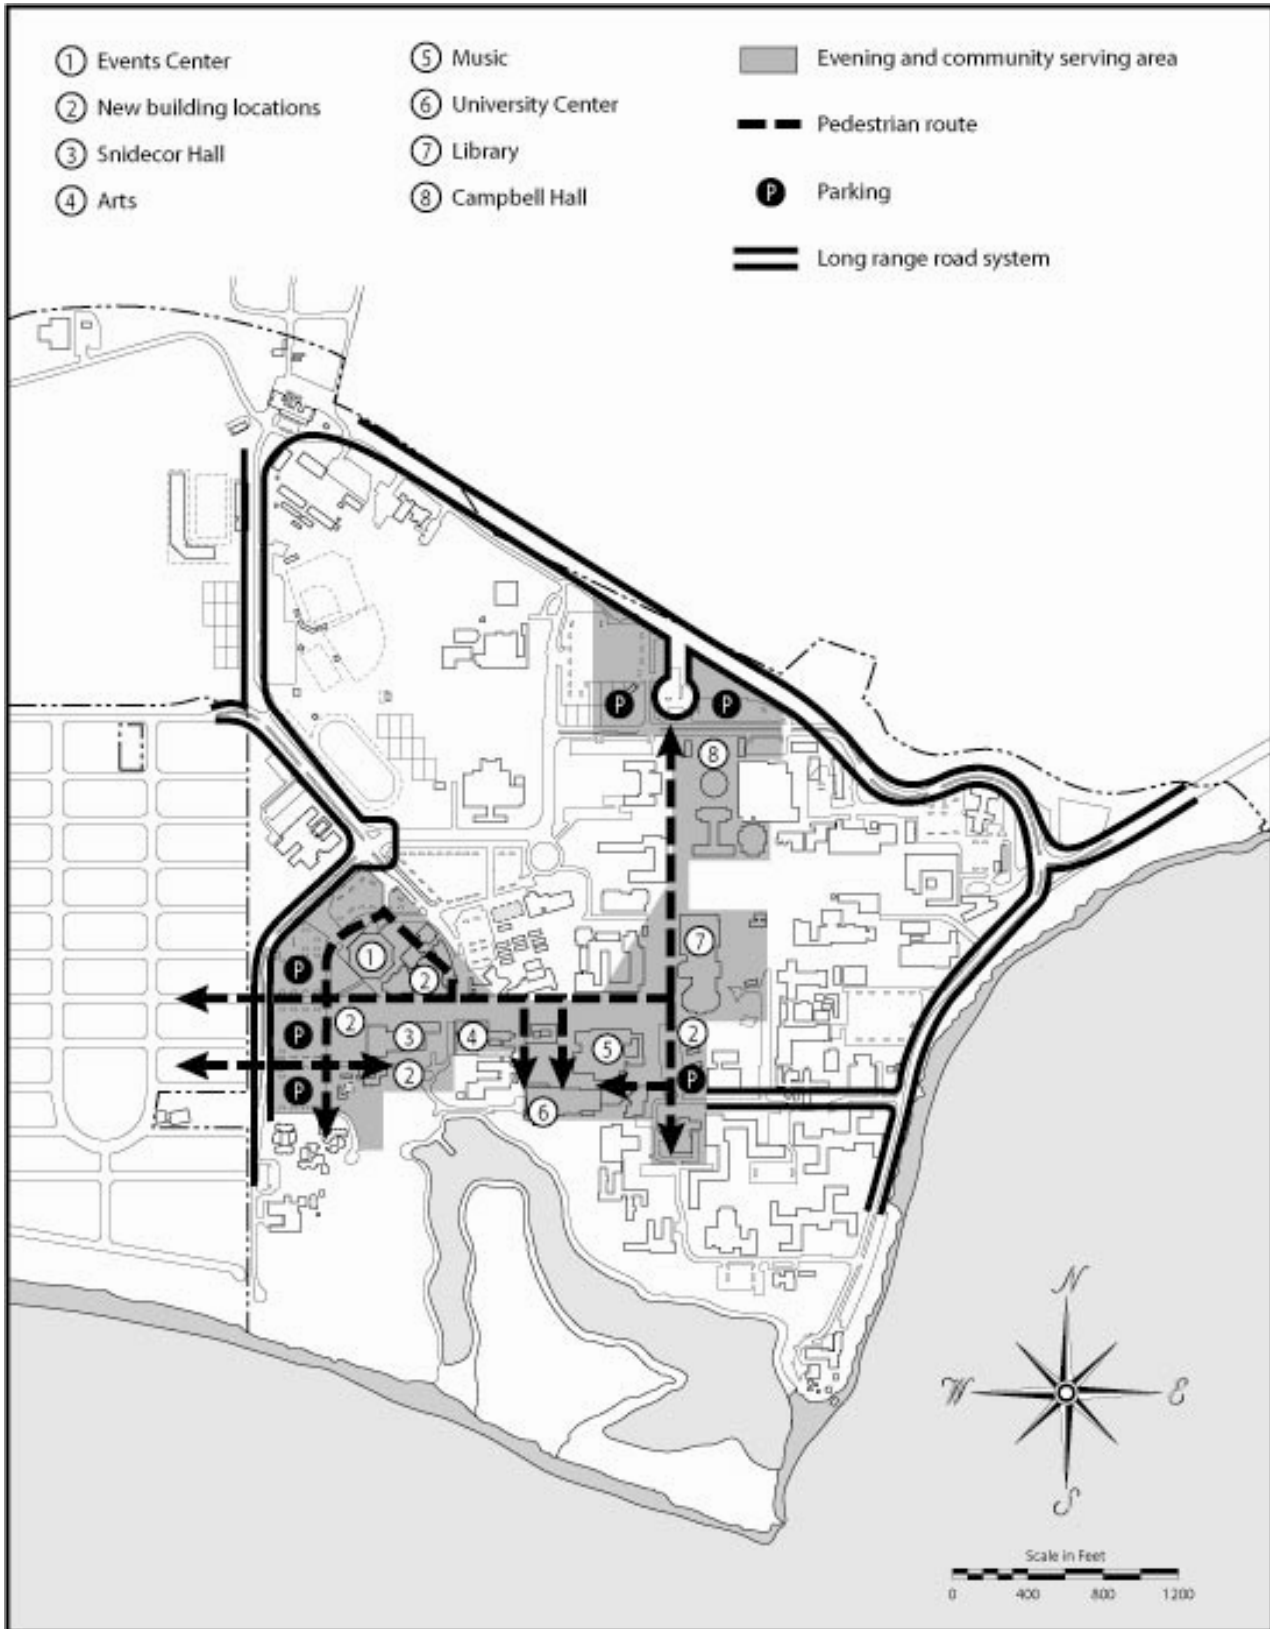 1 Events Center
2 New building locations
3 Snidecor Hall
4 Arts
5 Music
6 University Center
7 Library
8 Campbell Hall
Evening and community serving area
Pedestrian route
P Parking
Long range road system
P
P
8
7
1
2
P
2
3
4
2
5
P
2
P
P
6
N
W
E
S
Scale in Feet
0 400 800 1200